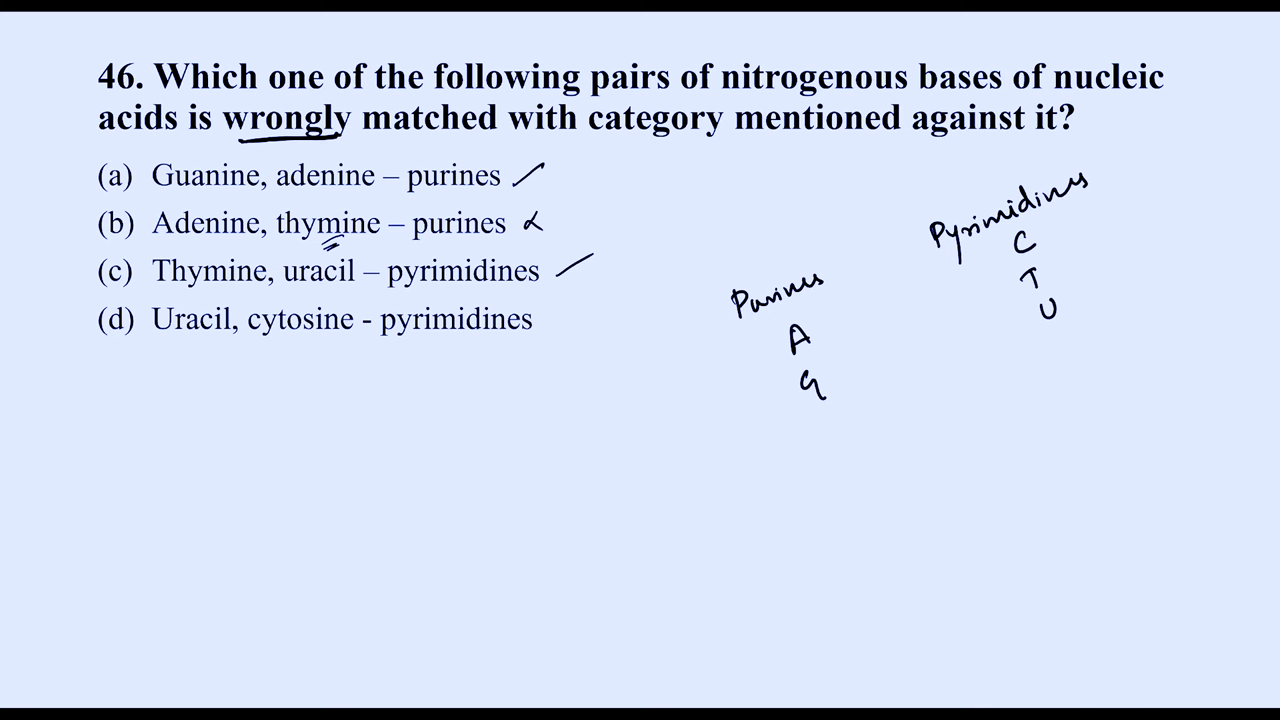 46. Which one of the following pairs of nitrogenous bases of nucleic
acids is wrongly matched with category mentioned against it?
(a) Guanine, adenine – purines
(b) Adenine, thymine – purines
(c) Thymine, uracil – pyrimidines
(d) Uracil, cytosine - pyrimidines
Purines
A
G
Pyrimidines
C
T
U